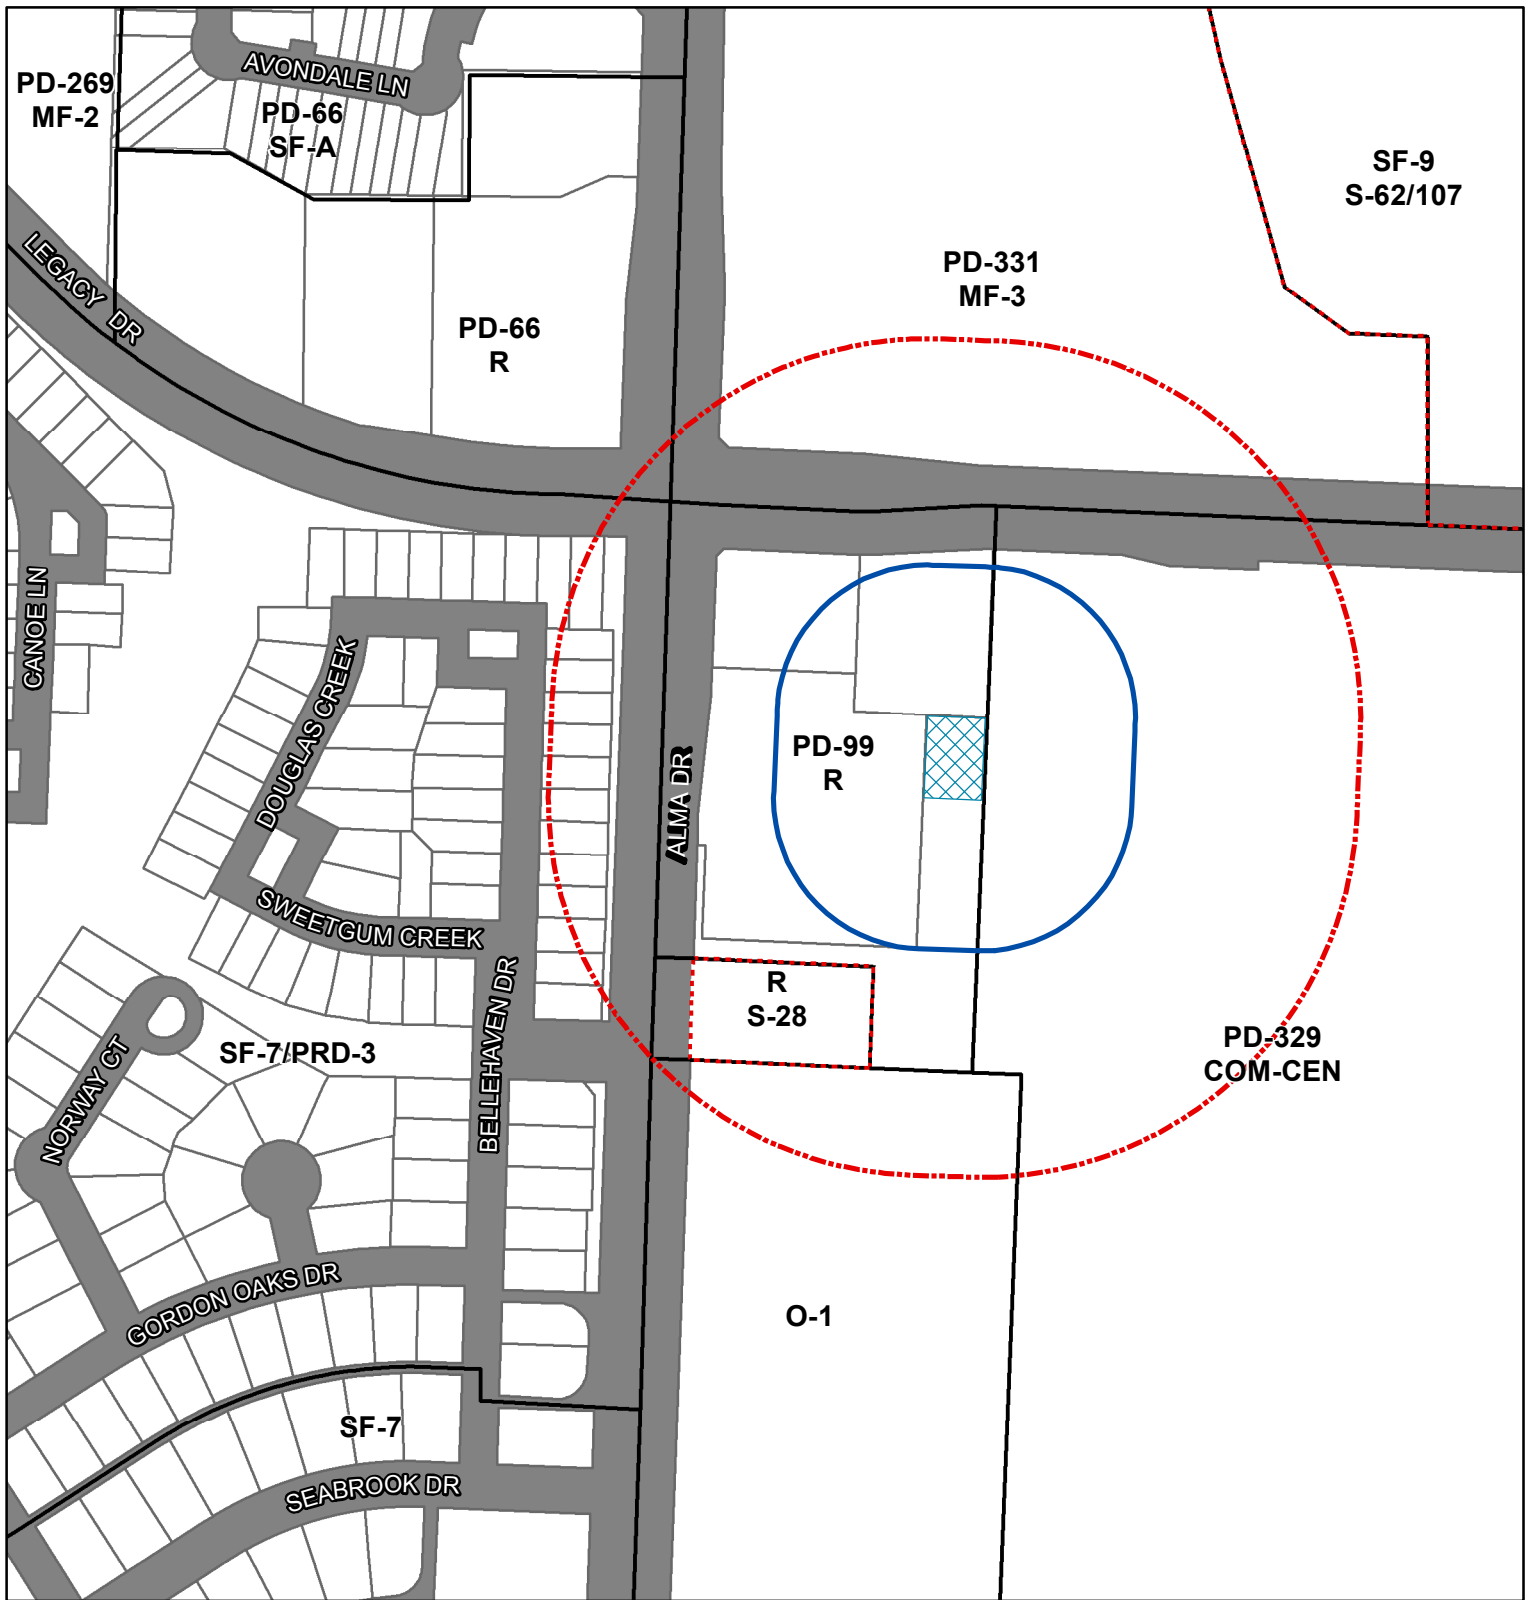 AVONDALE LN
PD-269
MF-2
PD-66
SF-A
SF-9
S-62/107
LEGACY DR
PD-331
MF-3
PD-66
R
CANOE LN
DOUGLAS CREEK
PD-99
R
ALMA DR
SWEETGUM CREEK
BELLEHAVEN DR
R
S-28
NORWAY CT
SF-7/PRD-3
PD-329
COM-CEN
GORDON OAKS DR
O-1
SF-7
SEABROOK DR